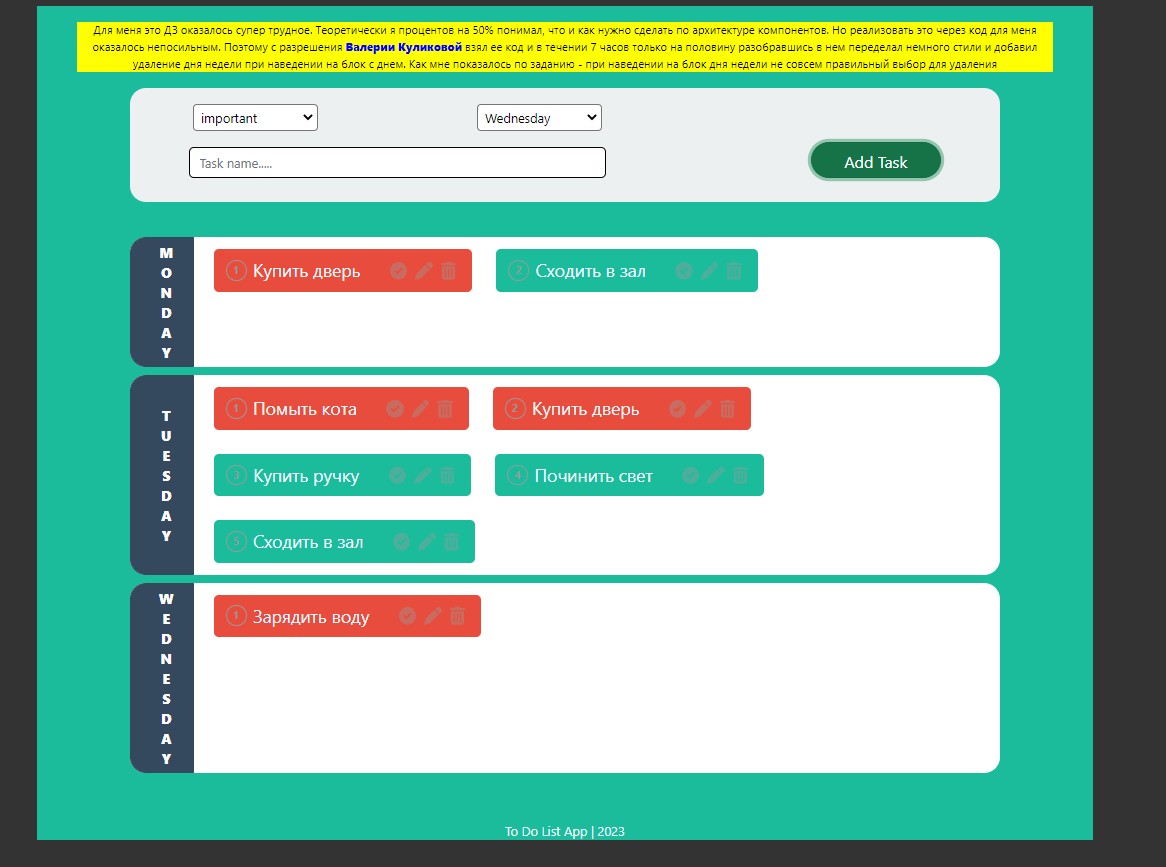 Для меня это ДЗ оказалось супер трудное. Теоретически я процентов на 50% понимал, что и как нужно сделать по архитектуре компонентов. Но реализовать это через код для меня
оказалось непосильным. Поэтому с разрешения Валерии Куликовой взял ее код и в течении 7 часов только на половину разобравшись в нем переделал немного стили и добавил
удаление дня недели при наведении на блок с днем. Как мне показалось по заданию - при наведении на блок дня недели не совсем правильный выбор для удаления
important
Wednesday
Task name.....
Add Task
MONDAY
1 Купить дверь
2 Сходить в зал
TUESDAY
1 Помыть кота
2 Купить дверь
3 Купить ручку
4 Починить свет
5 Сходить в зал
WEDNESDAY
1 Зарядить воду
To Do List App | 2023